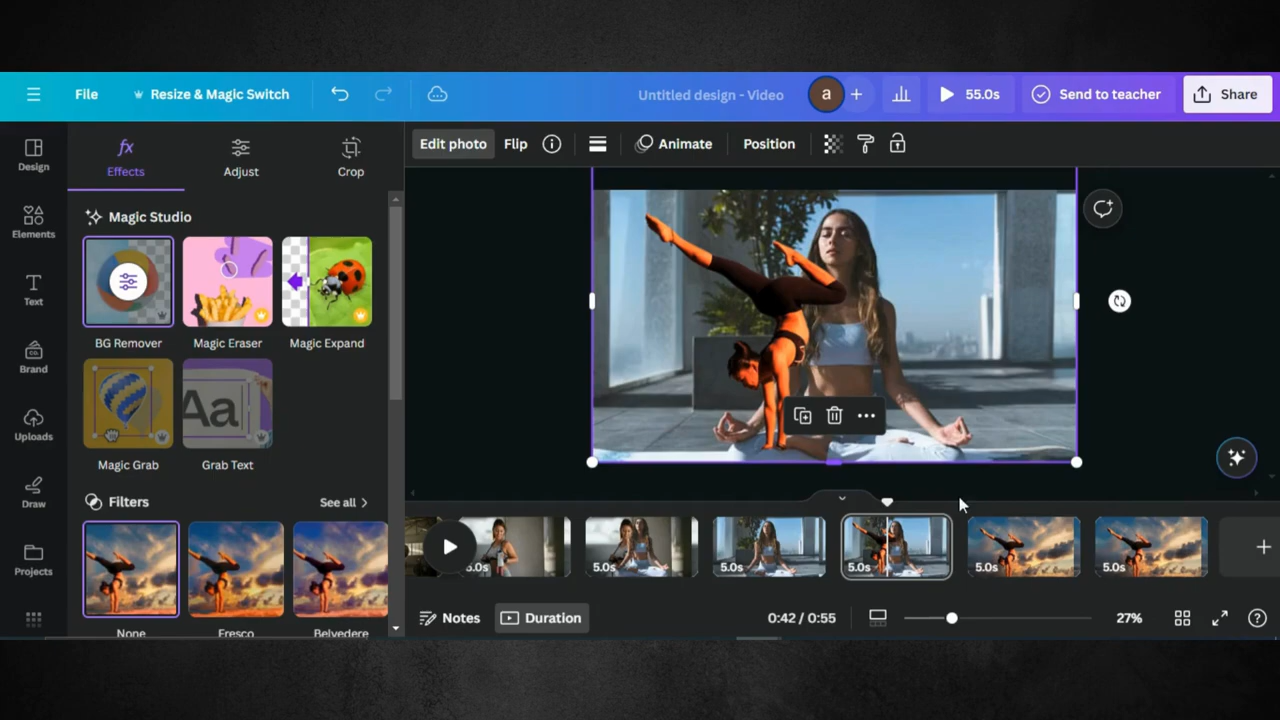 File
Resize & Magic Switch
Untitled design - Video
a
55.0s
Send to teacher
Share
Design
Elements
Text
Brand
Uploads
Draw
Projects
fx
Effects
Adjust
Crop
Edit photo
Flip
Animate
Position
Magic Studio
BG Remover
Magic Eraser
Magic Expand
Aa
Magic Grab
Grab Text
Filters
See all
None
Fresco
Belvedere
5.0s
5.0s
5.0s
5.0s
5.0s
5.0s
Notes
Duration
0:42 / 0:55
27%